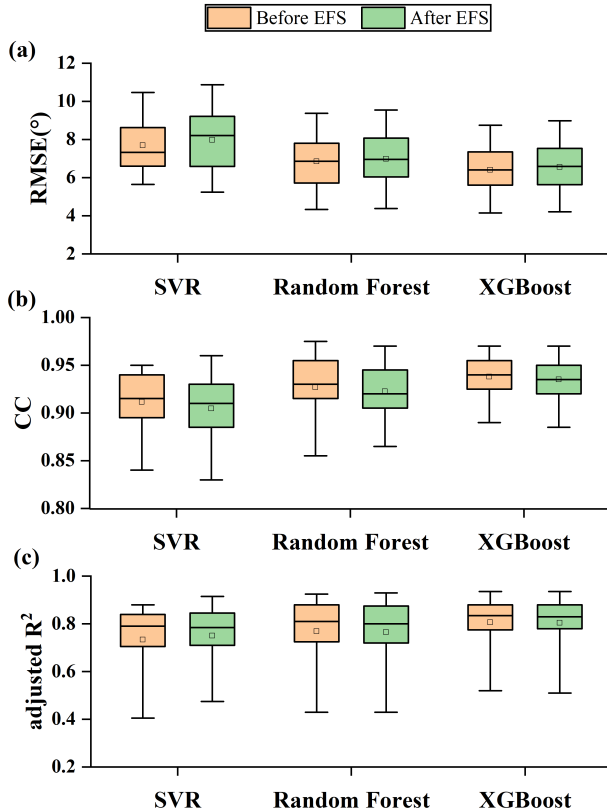 Before EFS After EFS
(a)
12
10
8
6
4
2
RMSE(°)
SVR Random Forest XGBoost
(b)
1.00
0.95
0.90
0.85
0.80
CC
SVR Random Forest XGBoost
(c)
1.0
0.8
0.6
0.4
0.2
adjusted R²
SVR Random Forest XGBoost